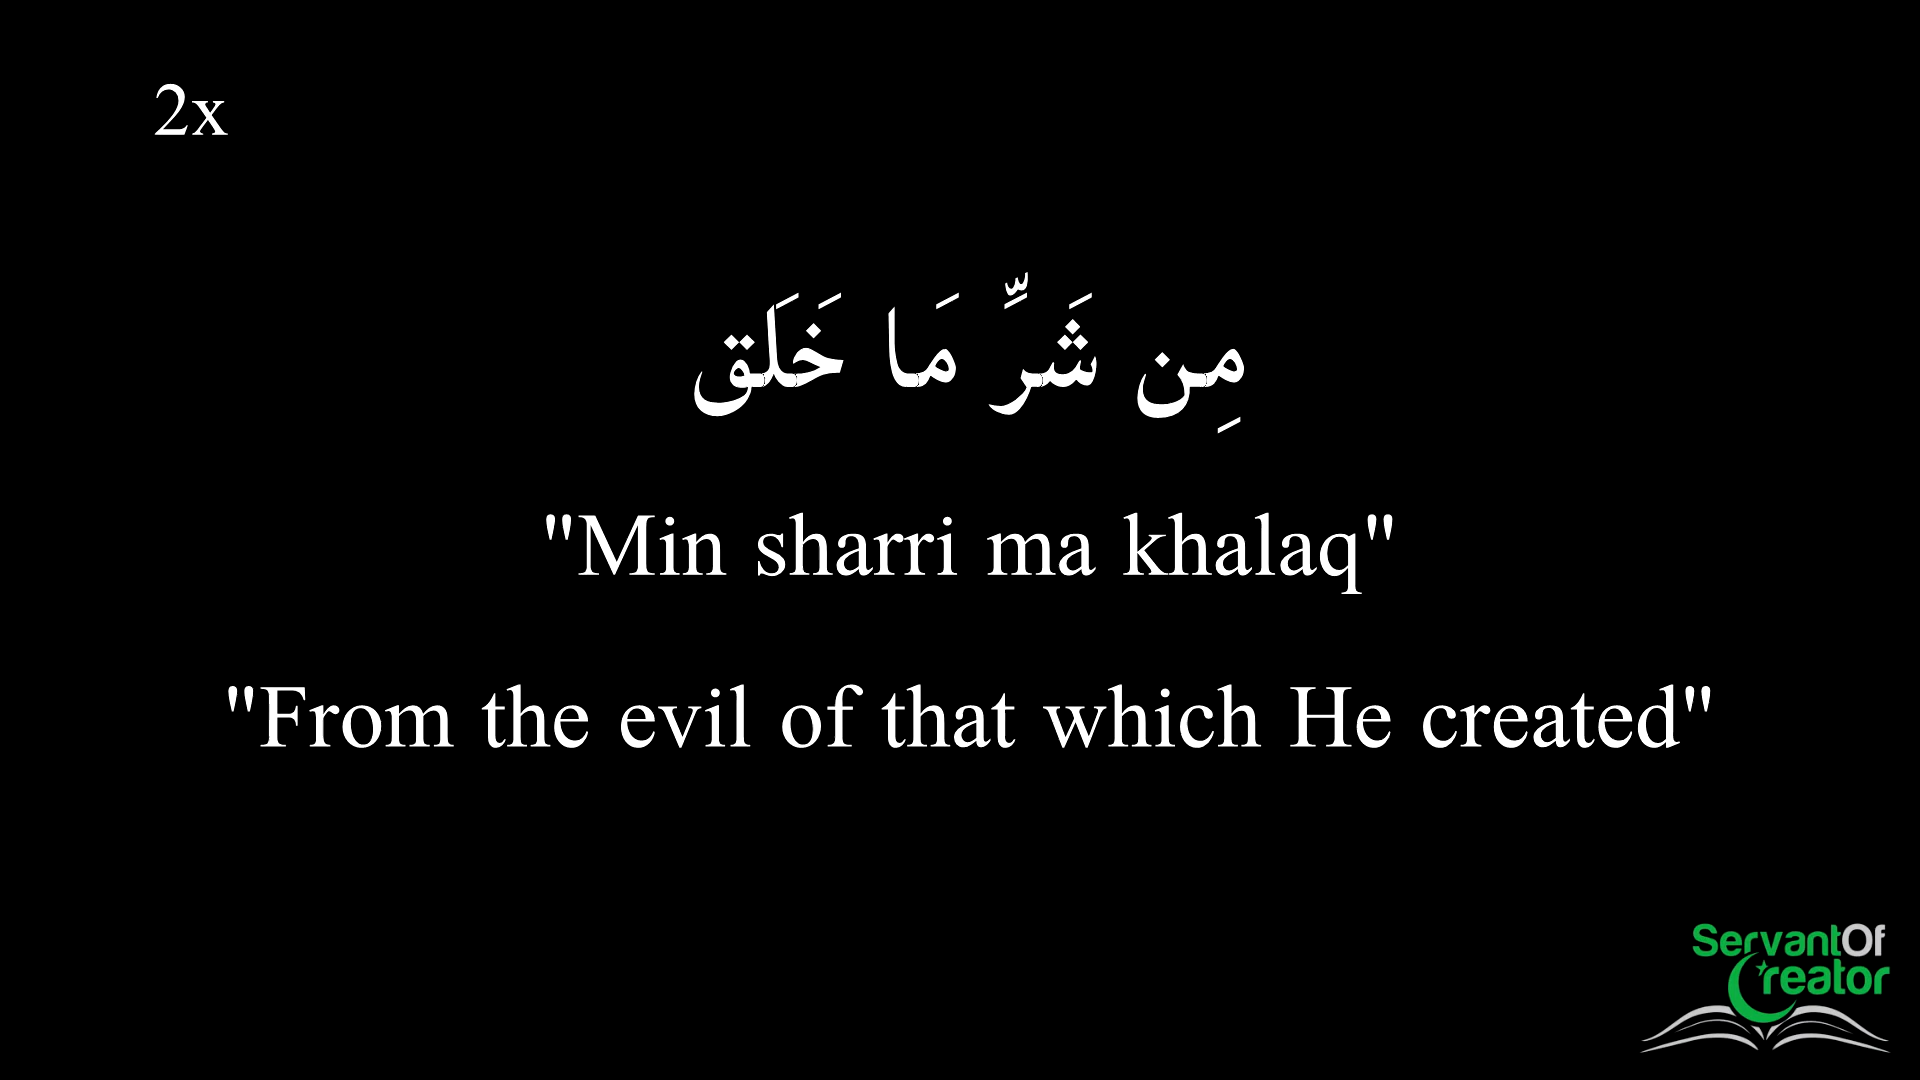 2x
مِن شَرِّ مَا خَلَق
"Min sharri ma khalaq"
"From the evil of that which He created"
ServantOf
Creator